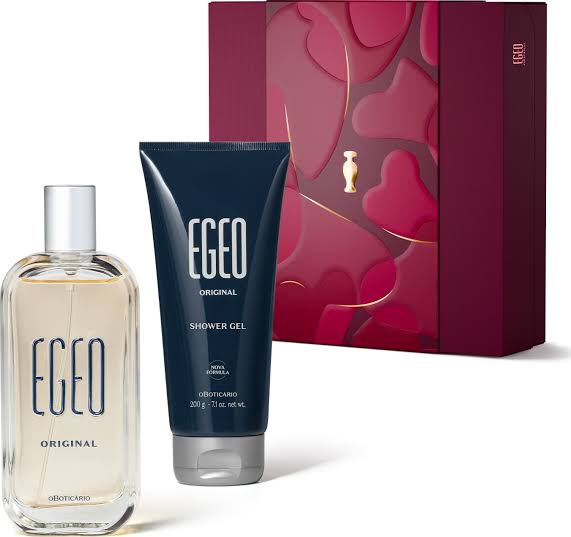 EGEO
ORIGINAL
oBOTICÁRIO
EGEO
ORIGINAL
SHOWER GEL
NOVA
FÓRMULA
oBOTICÁRIO
200 g - 7.1 oz. net wt.
EGEO